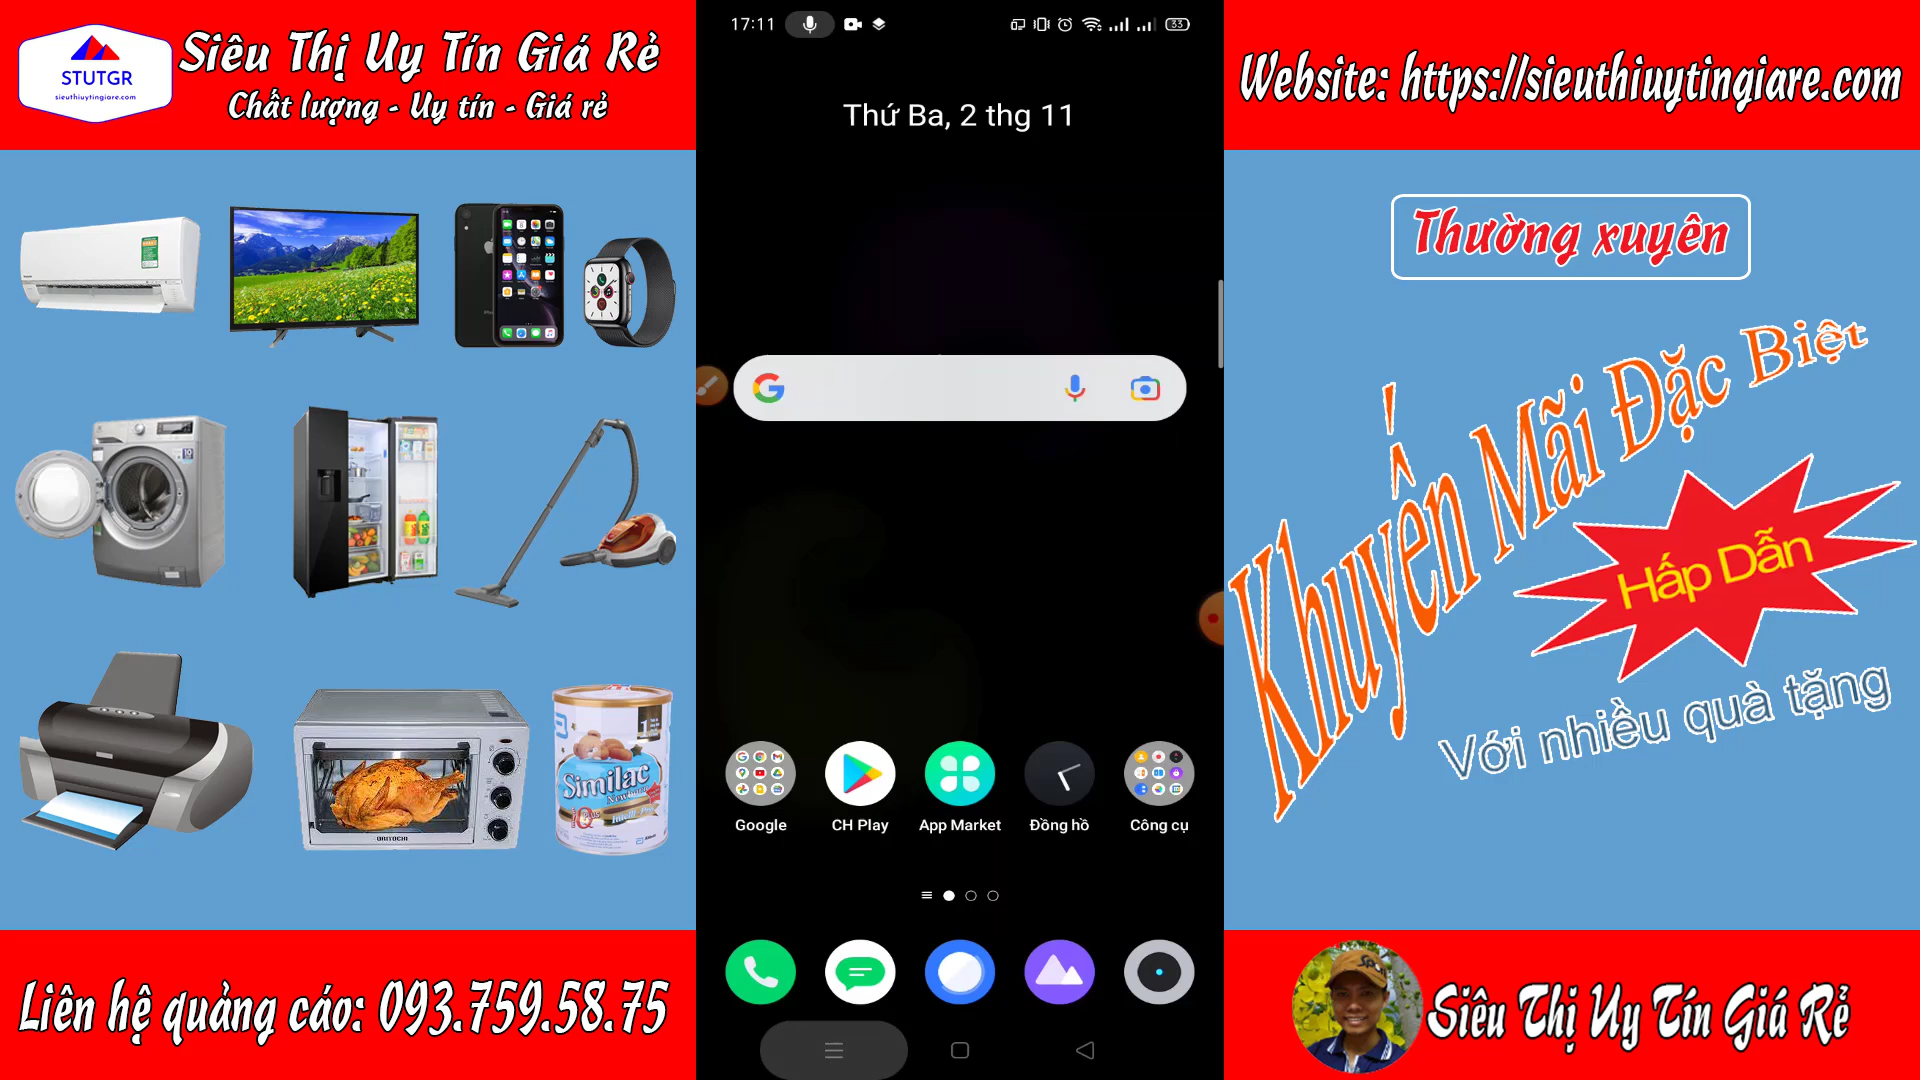 STUTGR
sieuthiuytingiare.com
Siêu Thị Uy Tín Giá Rẻ
Chất lượng - Uy tín - Giá rẻ
17:11
33
Thứ Ba, 2 thg 11
Google
CH Play
App Market
Đồng hồ
Công cụ
Website: https://sieuthiuytingiare.com
Thường xuyên
Khuyến Mãi Đặc Biệt
Hấp Dẫn
Với nhiều quà tặng
Similac
ORITOCHI
Liên hệ quảng cáo: 093.759.58.75
Siêu Thị Uy Tín Giá Rẻ